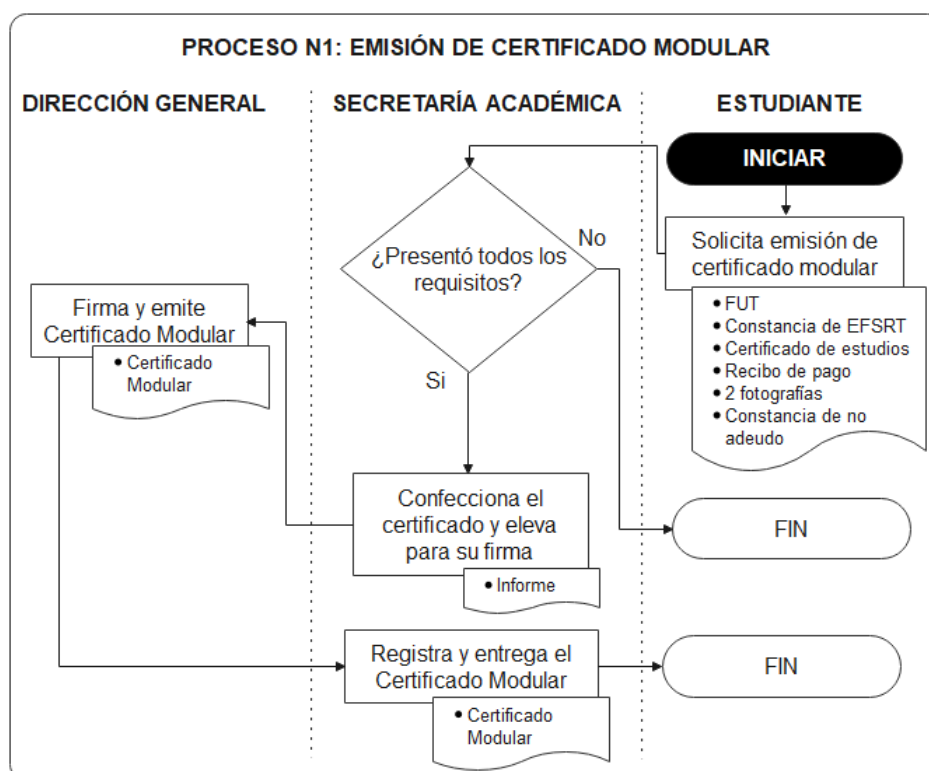 PROCESO N1: EMISIÓN DE CERTIFICADO MODULAR
DIRECCIÓN GENERAL
SECRETARÍA ACADÉMICA
ESTUDIANTE
INICIAR
Solicita emisión de
certificado modular
• FUT
• Constancia de EFSRT
• Certificado de estudios
• Recibo de pago
• 2 fotografías
• Constancia de no
adeudo
¿Presentó todos los
requisitos?
No
Si
FIN
Confecciona el
certificado y eleva
para su firma
• Informe
Firma y emite
Certificado Modular
• Certificado
Modular
Registra y entrega el
Certificado Modular
• Certificado
Modular
FIN